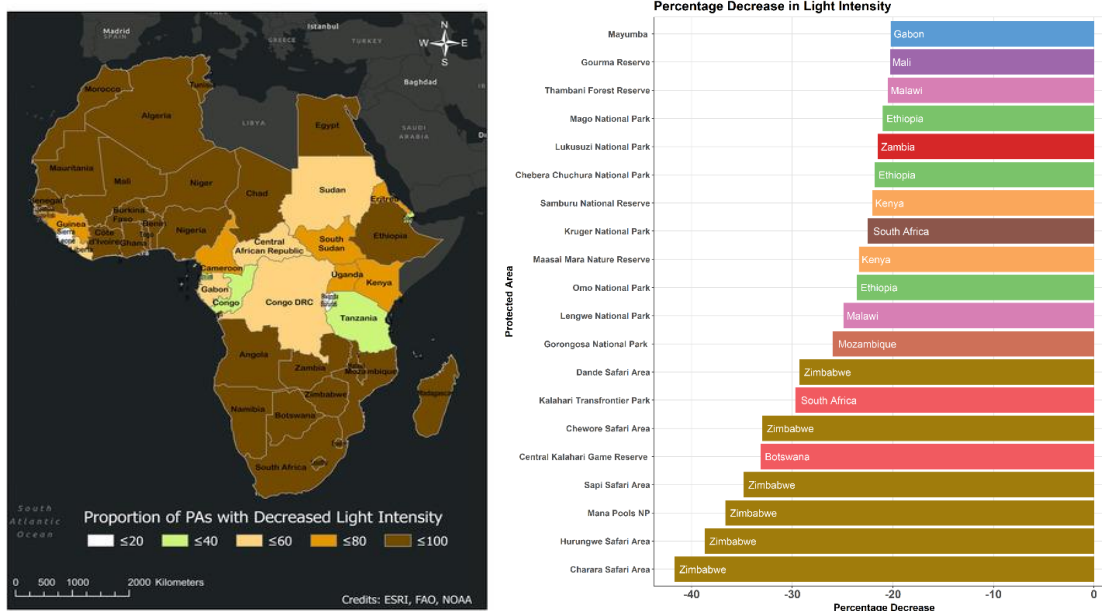 Madrid
SPAIN
Istanbul
GREECE
TURKEY
N
W
E
S
Baghdad
SAUDI
ARABIA
LIBYA
Morocco
Algeria
Egypt
Mauritania
Mali
Niger
Chad
Sudan
Burkina
Faso
Guinea
Sierra
Leone
Liberia
Côte
d'Ivoire
Ghana
Togo
Benin
Nigeria
Cameroon
Central
African Republic
South
Sudan
Ethiopia
Uganda
Kenya
Gabon
Congo
Congo DRC
Tanzania
Angola
Zambia
Mozambique
Zimbabwe
Namibia
Botswana
Madagascar
South Africa
South
Atlantic
Ocean
Proportion of PAs with Decreased Light Intensity
≤20 ≤40 ≤60 ≤80 ≤100
0 500 1000 2000 Kilometers
Credits: ESRI, FAO, NOAA
Percentage Decrease in Light Intensity
Protected Area
Mayumba Gabon
Gourma Reserve Mali
Thambani Forest Reserve Malawi
Mago National Park Ethiopia
Lukusuzi National Park Zambia
Chebera Chuchura National Park Ethiopia
Samburu National Reserve Kenya
Kruger National Park South Africa
Maasai Mara Nature Reserve Kenya
Omo National Park Ethiopia
Lengwe National Park Malawi
Gorongosa National Park Mozambique
Dande Safari Area Zimbabwe
Kalahari Transfrontier Park South Africa
Chewore Safari Area Zimbabwe
Central Kalahari Game Reserve Botswana
Sapi Safari Area Zimbabwe
Mana Pools NP Zimbabwe
Hurungwe Safari Area Zimbabwe
Charara Safari Area Zimbabwe
-40 -30 -20 -10 0
Percentage Decrease